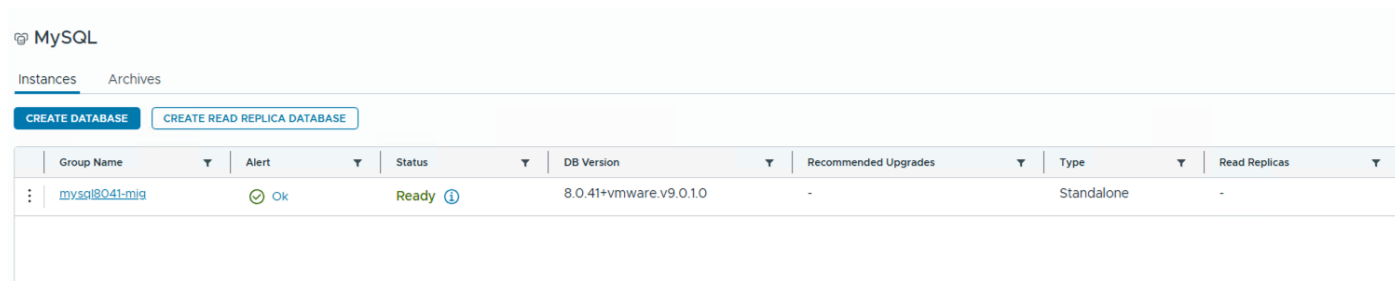 MySQL
Instances Archives
CREATE DATABASE CREATE READ REPLICA DATABASE
Group Name Alert Status DB Version Recommended Upgrades Type Read Replicas
mysql8041-mig Ok Ready 8.0.41+vmware.v9.0.1.0 - Standalone -